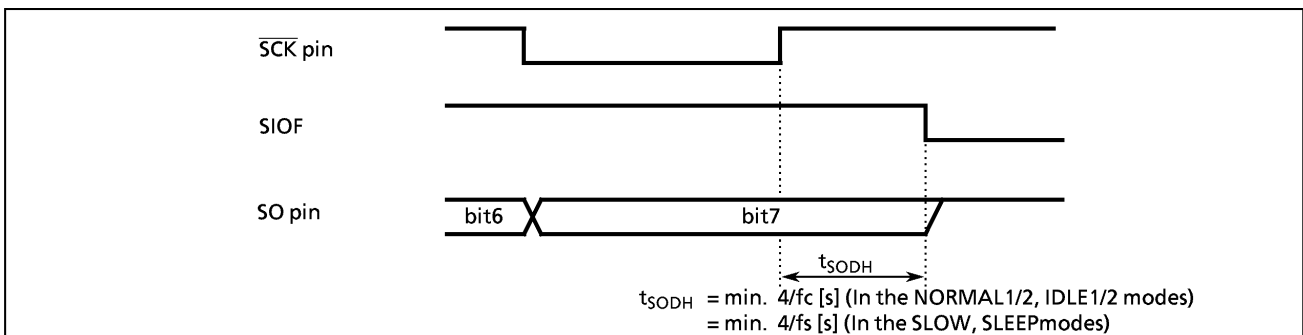 SCK pin
SIOF
SO pin
bit6 bit7
tSODH
tSODH = min. 4/fc [s] (In the NORMAL1/2, IDLE1/2 modes)
= min. 4/fs [s] (In the SLOW, SLEEPmodes)